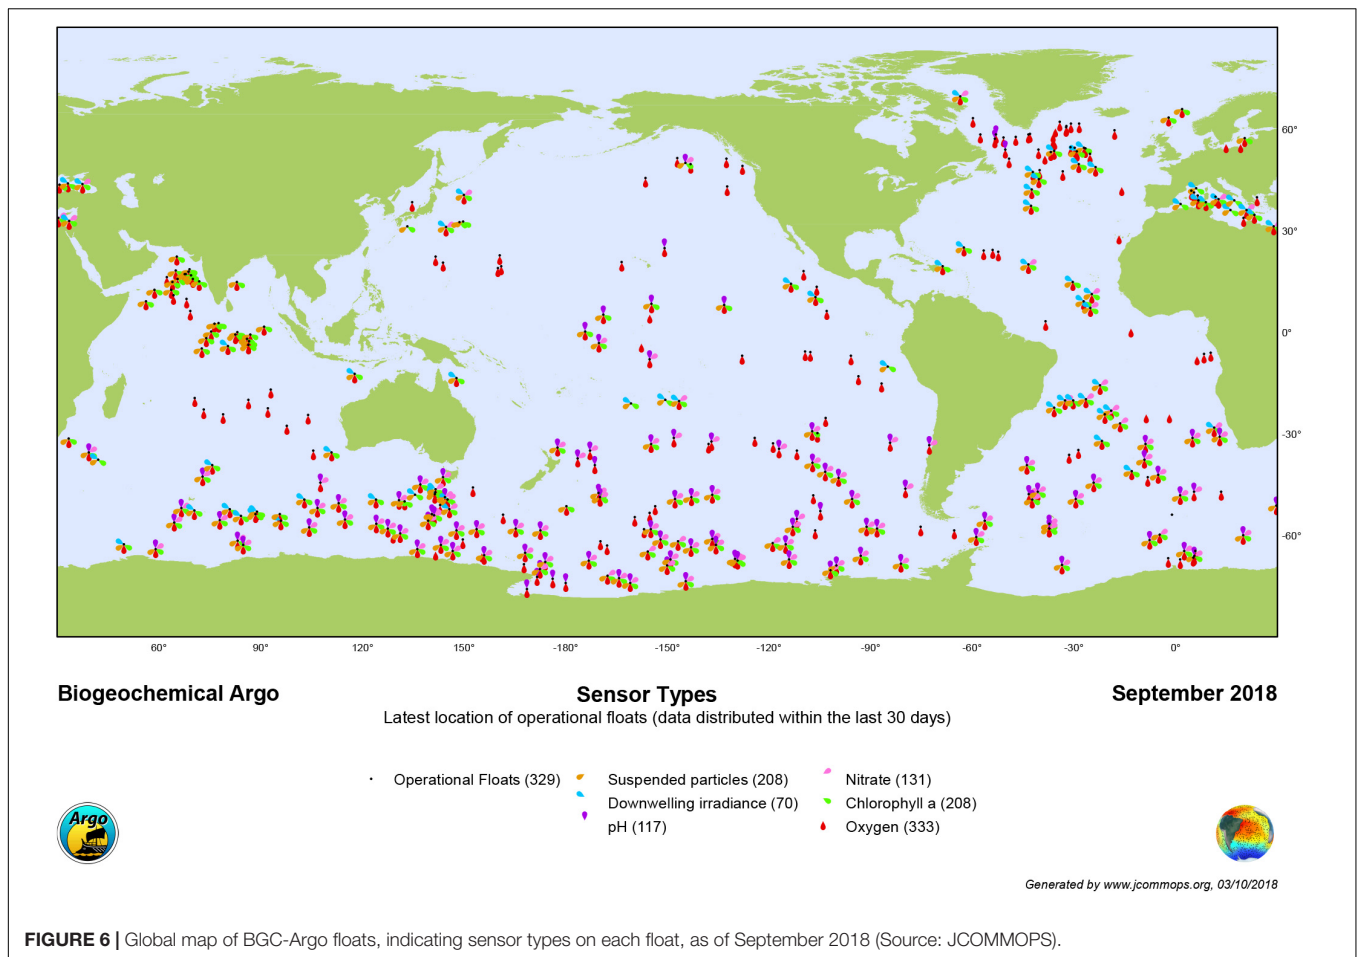 60°
30°
0°
-30°
-60°
60° 90° 120° 150° -180° -150° -120° -90° -60° -30° 0°
Biogeochemical Argo Sensor Types September 2018
Latest location of operational floats (data distributed within the last 30 days)
Operational Floats (329) Suspended particles (208) Nitrate (131)
Downwelling irradiance (70) Chlorophyll a (208)
pH (117) Oxygen (333)
Argo
Generated by www.jcommops.org, 03/10/2018
FIGURE 6 | Global map of BGC-Argo floats, indicating sensor types on each float, as of September 2018 (Source: JCOMMOPS).